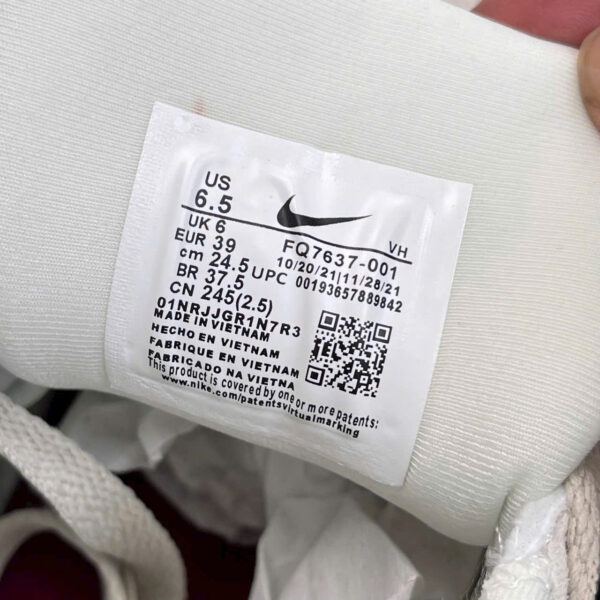 US
6.5
UK 6
EUR 39
cm 24.5
BR 37.5
CN 245(2.5)
VH
FQ7637-001
10/20/21|11/28/21
UPC 00193657889842
01NRJJGR1N7R3
MADE IN VIETNAM
HECHO EN VIETNAM
FABRIQUE EN VIETNAM
FABRICADO NA VIETNA
This product is covered by one or more patents:
www.nike.com/patentsvirtualmarking